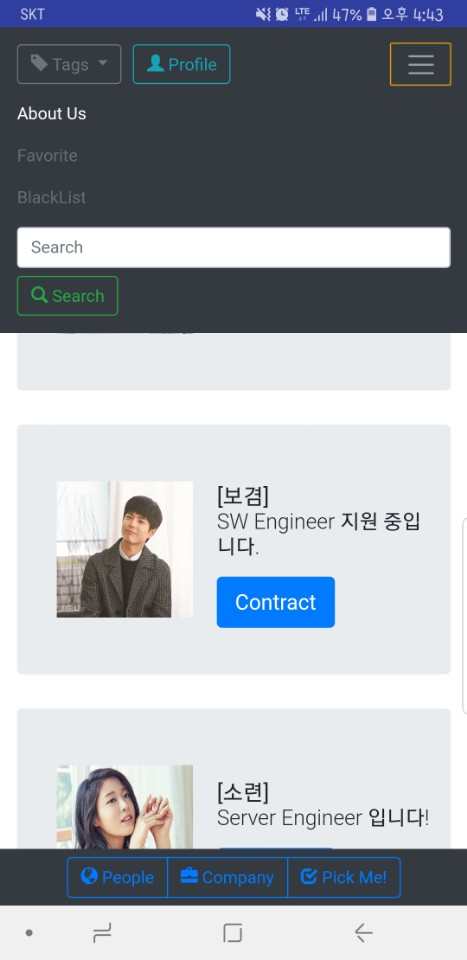 SKT LTE 47% 오후 4:43
Tags Profile
About Us
Favorite
BlackList
Search
Search
[보겸]
SW Engineer 지원 중입
니다.
Contract
[소련]
Server Engineer 입니다!
People Company Pick Me!